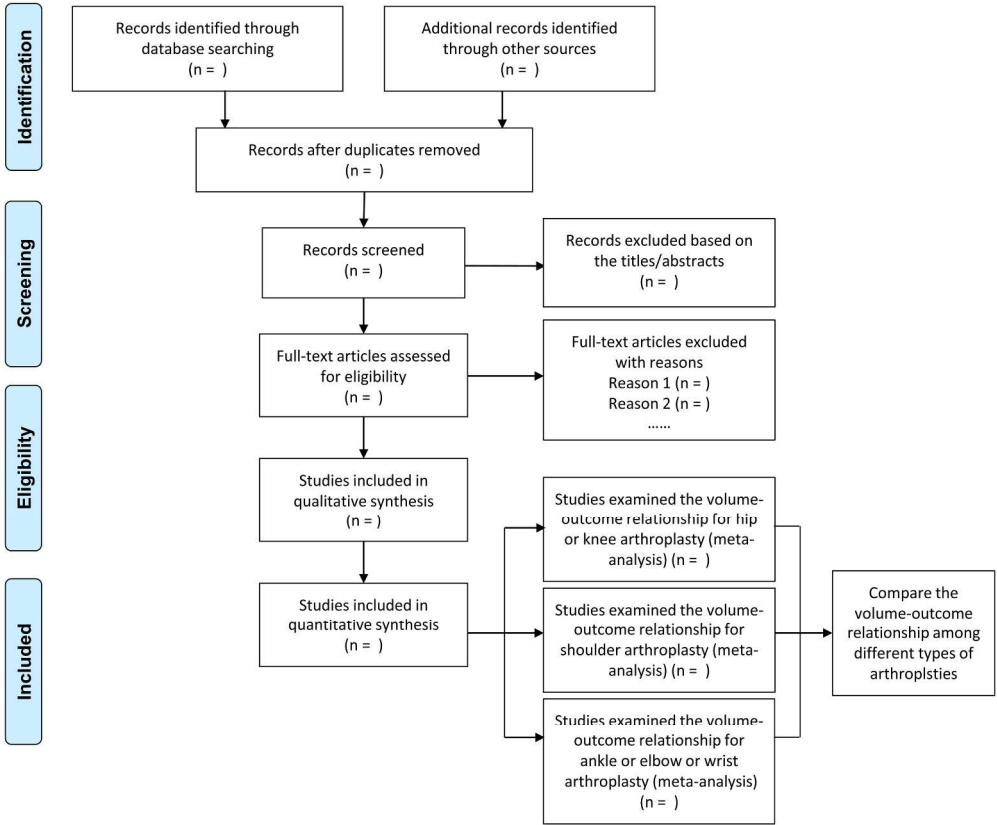 Identification
Records identified through
database searching
(n =  )
Additional records identified
through other sources
(n =  )
Records after duplicates removed
(n =  )
Screening
Records screened
(n =  )
Records excluded based on
the titles/abstracts
(n =  )
Full-text articles assessed
for eligibility
(n =  )
Full-text articles excluded
with reasons
Reason 1 (n = )
Reason 2 (n = )
......
Eligibility
Studies included in
qualitative synthesis
(n = )
Included
Studies included in
quantitative synthesis
(n =  )
Studies examined the volume-
outcome relationship for hip
or knee arthroplasty (meta-
analysis) (n =  )
Studies examined the volume-
outcome relationship for
shoulder arthroplasty (meta-
analysis) (n =  )
Studies examined the volume-
outcome relationship for
ankle or elbow or wrist
arthroplasty (meta-analysis)
(n =  )
Compare the
volume-outcome
relationship among
different types of
arthroplsties